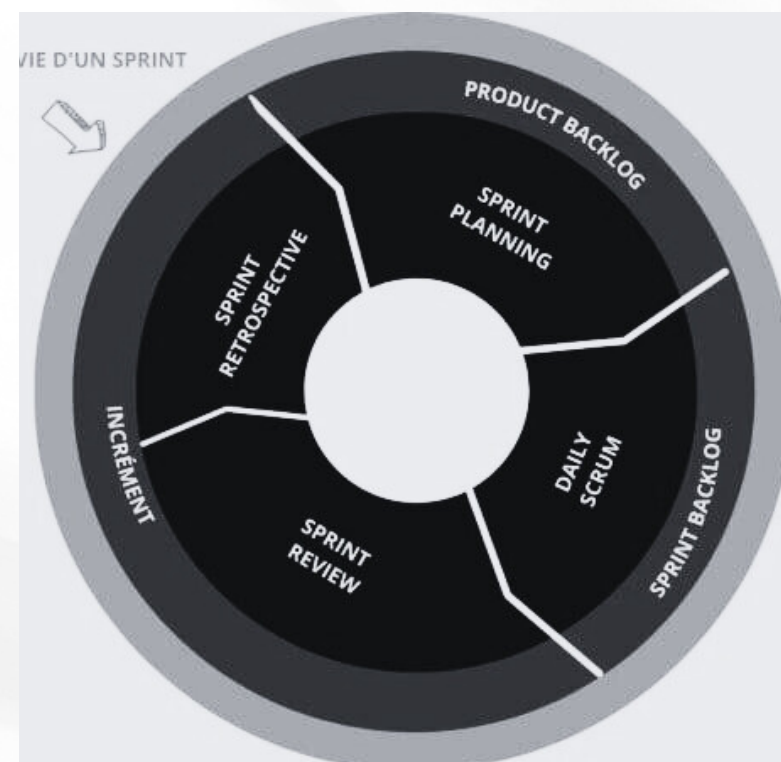 VIE D'UN SPRINT
PRODUCT BACKLOG
SPRINT
PLANNING
SPRINT
RETROSPECTIVE
DAILY
SCRUM
SPRINT BACKLOG
INCRÉMENT
SPRINT
REVIEW